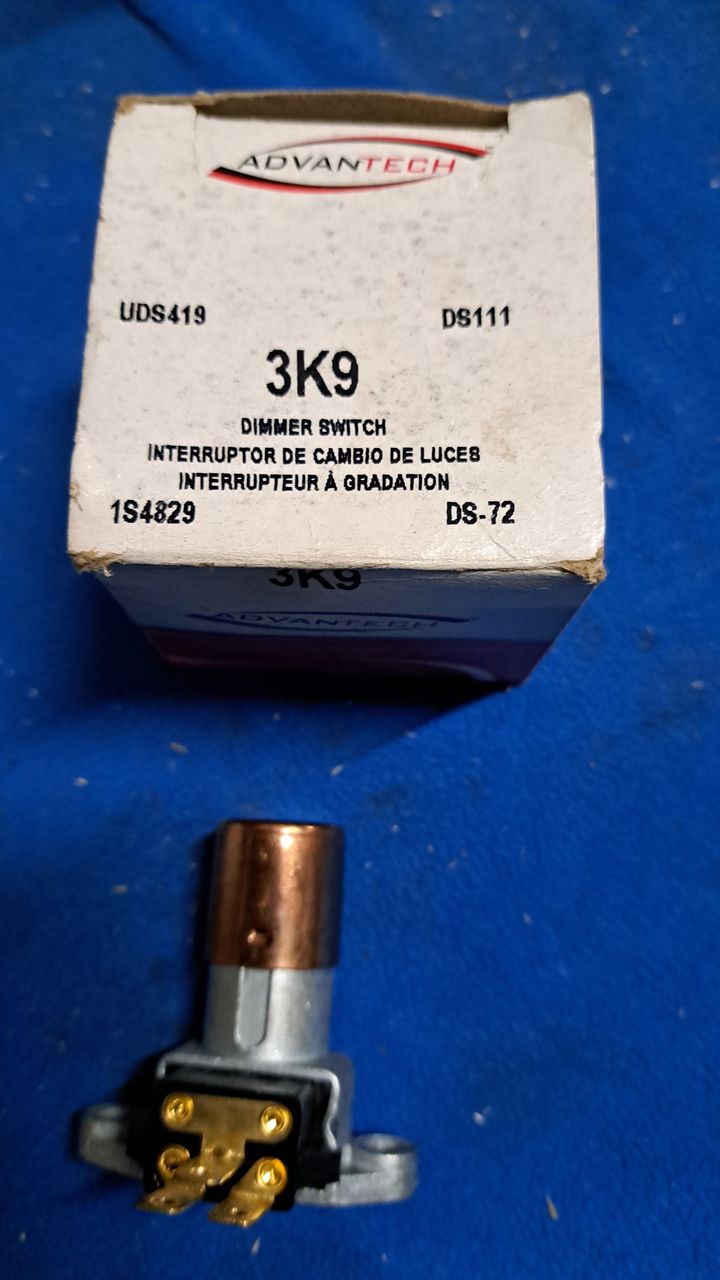 ADVANTECH
UDS419 DS111
3K9
DIMMER SWITCH
INTERRUPTOR DE CAMBIO DE LUCES
INTERRUPTEUR À GRADATION
1S4829 DS-72
3K9
ADVANTECH